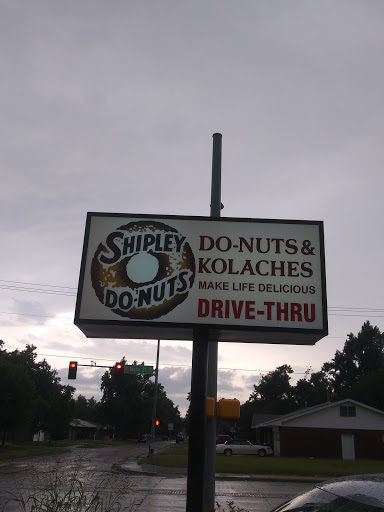 SHIPLEY
DO-NUTS
DO-NUTS &
KOLACHES
MAKE LIFE DELICIOUS
DRIVE-THRU